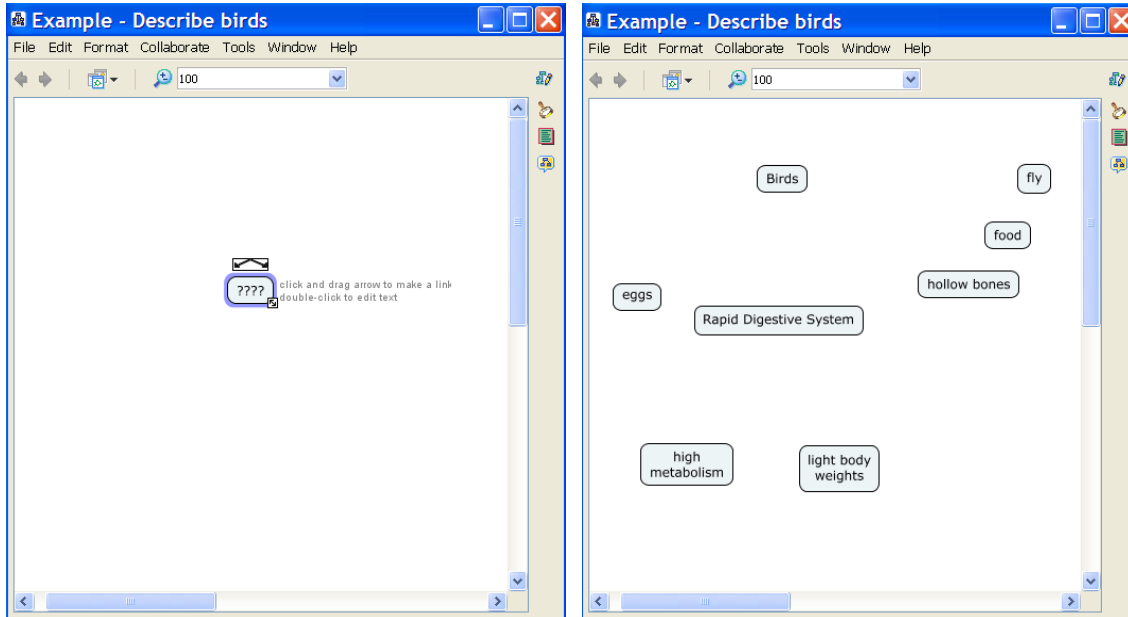 Example - Describe birds
File Edit Format Collaborate Tools Window Help
100
????
click and drag arrow to make a link
double-click to edit text
Example - Describe birds
File Edit Format Collaborate Tools Window Help
100
Birds
fly
food
hollow bones
eggs
Rapid Digestive System
high
metabolism
light body
weights